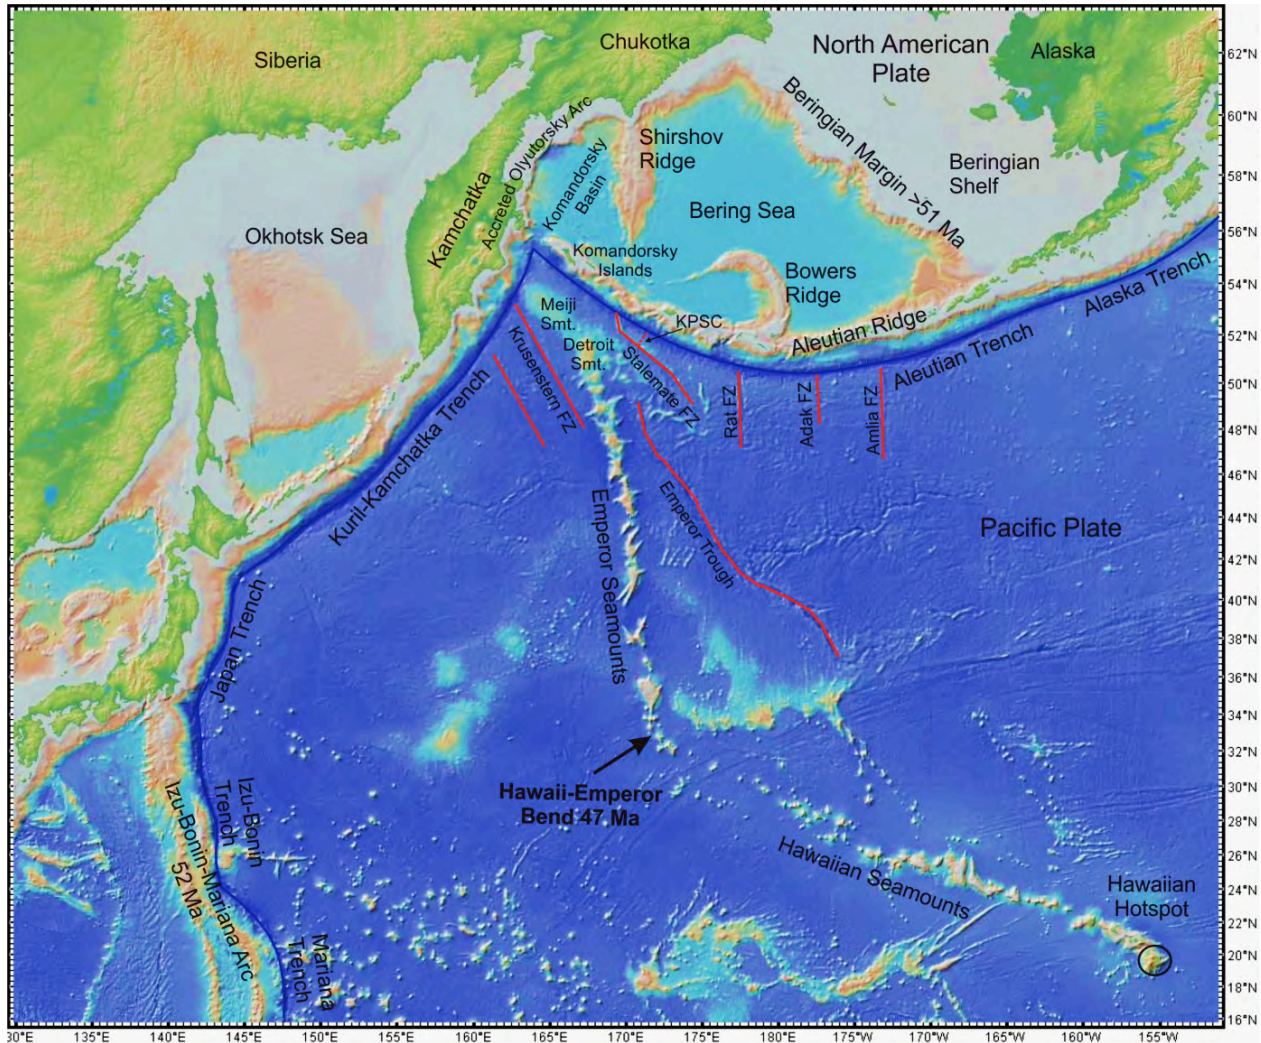 Siberia
Chukotka
North American
Plate
Alaska
Accreted Olyutorsky Arc
Komandorsky
Basin
Shirshov
Ridge
Beringian Margin >51 Ma
Beringian
Shelf
Kamchatka
Bering Sea
Okhotsk Sea
Komandorsky
Islands
Bowers
Ridge
Meiji
Smt.
Detroit
Smt.
KPSC
Aleutian Ridge
Aleutian Trench
Alaska Trench
Krusenstern FZ
Stalemate FZ
Rat FZ
Adak FZ
Amlia FZ
Kuril-Kamchatka Trench
Emperor Seamounts
Emperor Trough
Pacific Plate
Japan Trench
Hawaii-Emperor
Bend 47 Ma
Izu-Bonin
Trench
Izu-Bonin-Mariana Arc
52 Ma
Mariana
Trench
Hawaiian Seamounts
Hawaiian
Hotspot
62°N
60°N
58°N
56°N
54°N
52°N
50°N
48°N
46°N
44°N
42°N
40°N
38°N
36°N
34°N
32°N
30°N
28°N
26°N
24°N
22°N
20°N
18°N
16°N
130°E
135°E
140°E
145°E
150°E
155°E
160°E
165°E
170°E
175°E
180°E
175°W
170°W
165°W
160°W
155°W